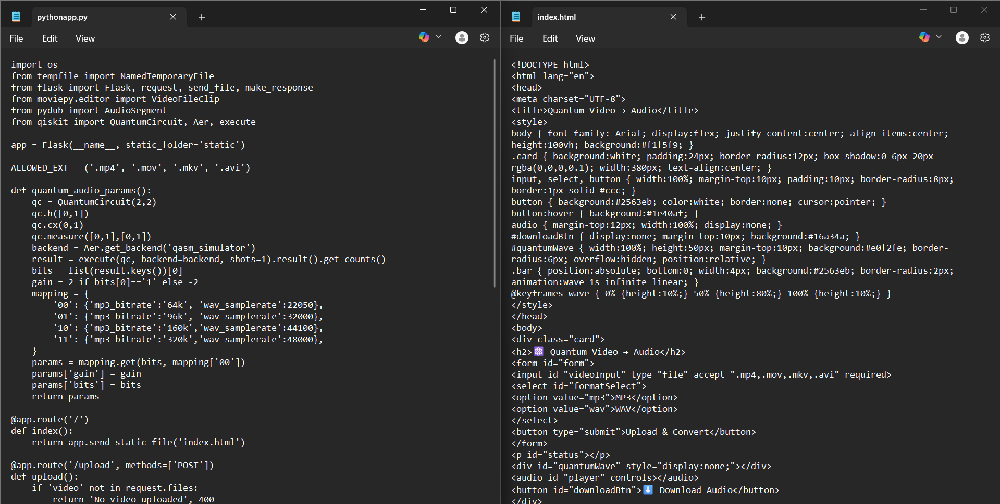 pythonapp.py
File Edit View
import os
from tempfile import NamedTemporaryFile
from flask import Flask, request, send_file, make_response
from moviepy.editor import VideoFileClip
from pydub import AudioSegment
from qiskit import QuantumCircuit, Aer, execute

app = Flask(__name__, static_folder='static')

ALLOWED_EXT = ('.mp4', '.mov', '.mkv', '.avi')

def quantum_audio_params():
    qc = QuantumCircuit(2,2)
    qc.h([0,1])
    qc.cx(0,1)
    qc.measure([0,1],[0,1])
    backend = Aer.get_backend('qasm_simulator')
    result = execute(qc, backend=backend, shots=1).result().get_counts()
    bits = list(result.keys())[0]
    gain = 2 if bits[0]=='1' else -2
    mapping = {
        '00': {'mp3_bitrate':'64k', 'wav_samplerate':22050},
        '01': {'mp3_bitrate':'96k', 'wav_samplerate':32000},
        '10': {'mp3_bitrate':'160k','wav_samplerate':44100},
        '11': {'mp3_bitrate':'320k','wav_samplerate':48000},
    }
    params = mapping.get(bits, mapping['00'])
    params['gain'] = gain
    params['bits'] = bits
    return params

@app.route('/')
def index():
    return app.send_static_file('index.html')

@app.route('/upload', methods=['POST'])
def upload():
    if 'video' not in request.files:
        return 'No video uploaded', 400
index.html
File Edit View
<!DOCTYPE html>
<html lang="en">
<head>
<meta charset="UTF-8">
<title>Quantum Video → Audio</title>
<style>
body { font-family: Arial; display:flex; justify-content:center; align-items:center;
height:100vh; background:#f1f5f9; }
.card { background:white; padding:24px; border-radius:12px; box-shadow:0 6px 20px
rgba(0,0,0,0.1); width:380px; text-align:center; }
input, select, button { width:100%; margin-top:10px; padding:10px; border-radius:8px;
border:1px solid #ccc; }
button { background:#2563eb; color:white; border:none; cursor:pointer; }
button:hover { background:#1e40af; }
audio { margin-top:12px; width:100%; display:none; }
#downloadBtn { display:none; margin-top:10px; background:#16a34a; }
#quantumWave { width:100%; height:50px; margin-top:10px; background:#e0f2fe; border-
radius:6px; overflow:hidden; position:relative; }
.bar { position:absolute; bottom:0; width:4px; background:#2563eb; border-radius:2px;
animation:wave 1s infinite linear; }
@keyframes wave { 0% {height:10%;} 50% {height:80%;} 100% {height:10%;} }
</style>
</head>
<body>
<div class="card">
<h2>⚛️ Quantum Video → Audio</h2>
<form id="form">
<input id="videoInput" type="file" accept=".mp4,.mov,.mkv,.avi" required>
<select id="formatSelect">
<option value="mp3">MP3</option>
<option value="wav">WAV</option>
</select>
<button type="submit">Upload & Convert</button>
</form>
<p id="status"></p>
<div id="quantumWave" style="display:none;"></div>
<audio id="player" controls></audio>
<button id="downloadBtn">⬇️ Download Audio</button>
</div>